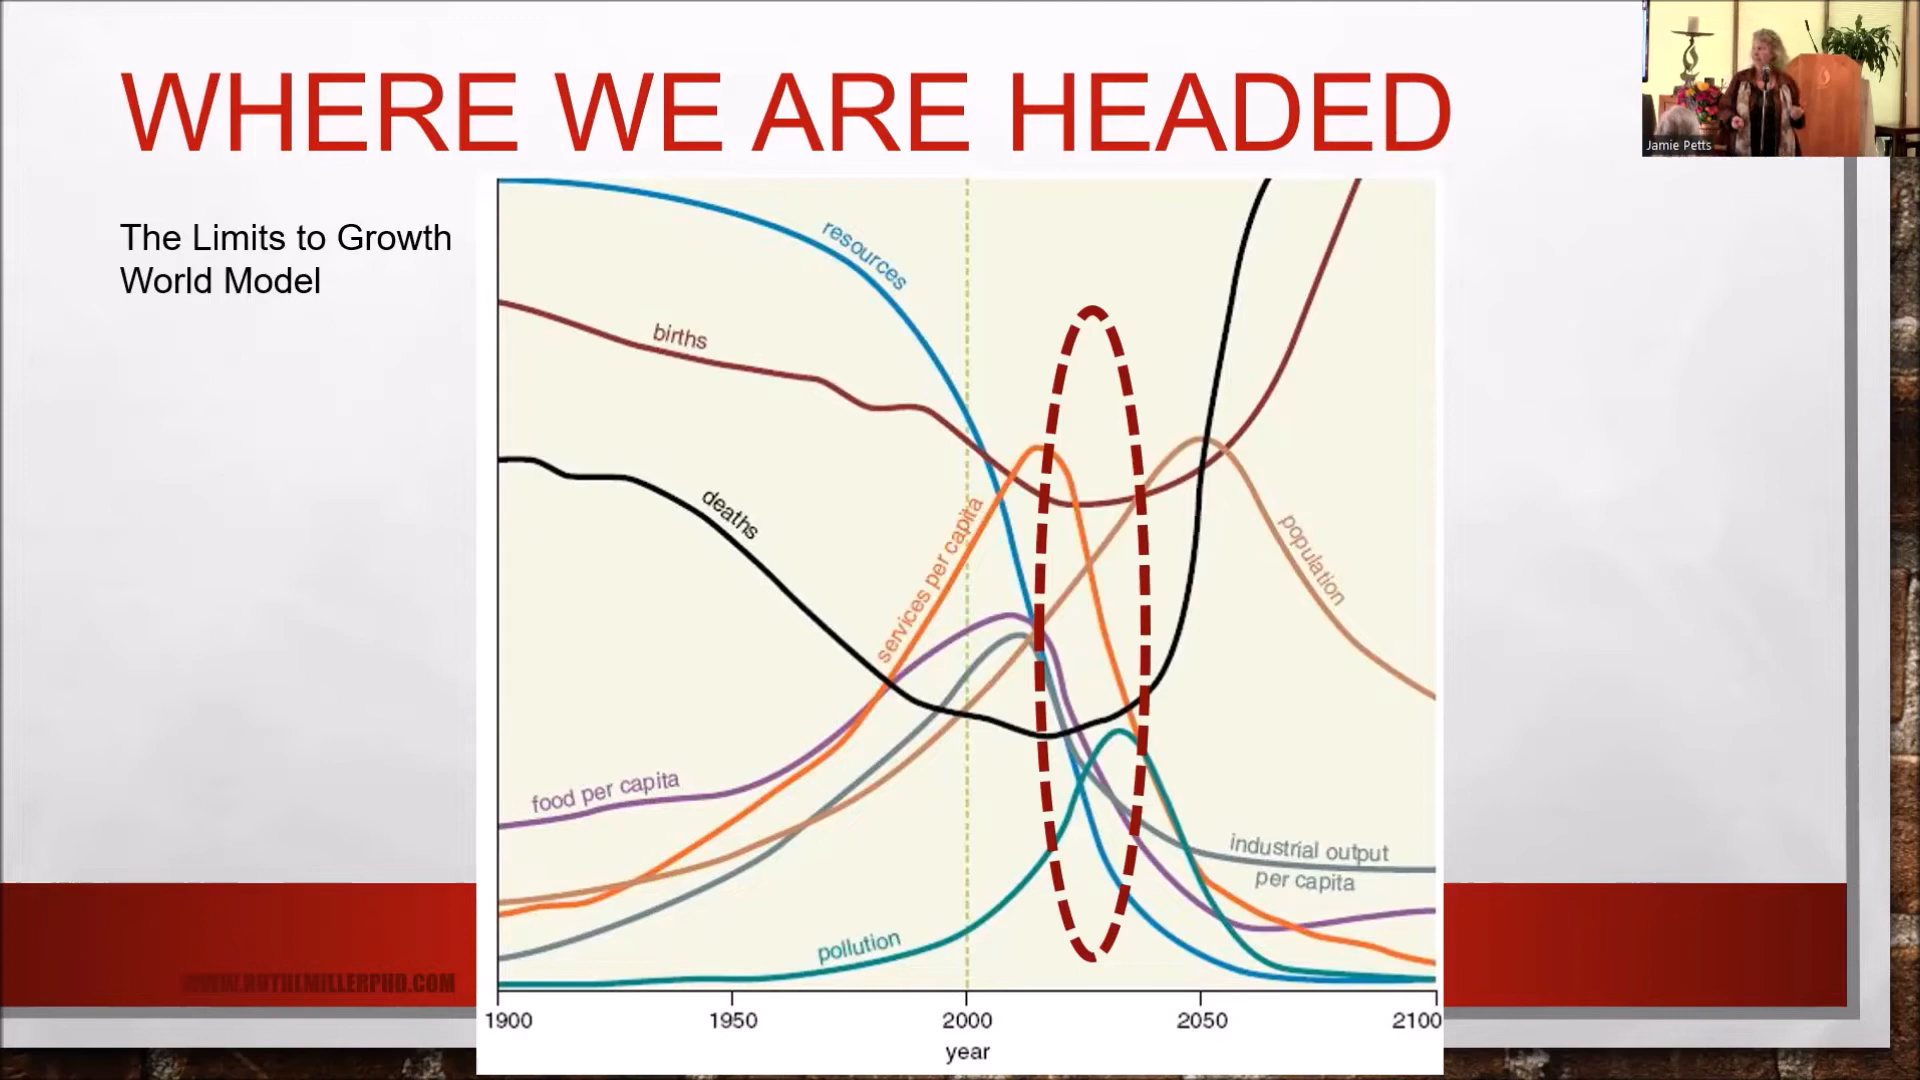 WHERE WE ARE HEADED
Jamie Petts
The Limits to Growth
World Model
resources
births
deaths
services per capita
population
food per capita
industrial output
per capita
pollution
WWW.RUTHLMILLERPHD.COM
1900 1950 2000 2050 2100
year